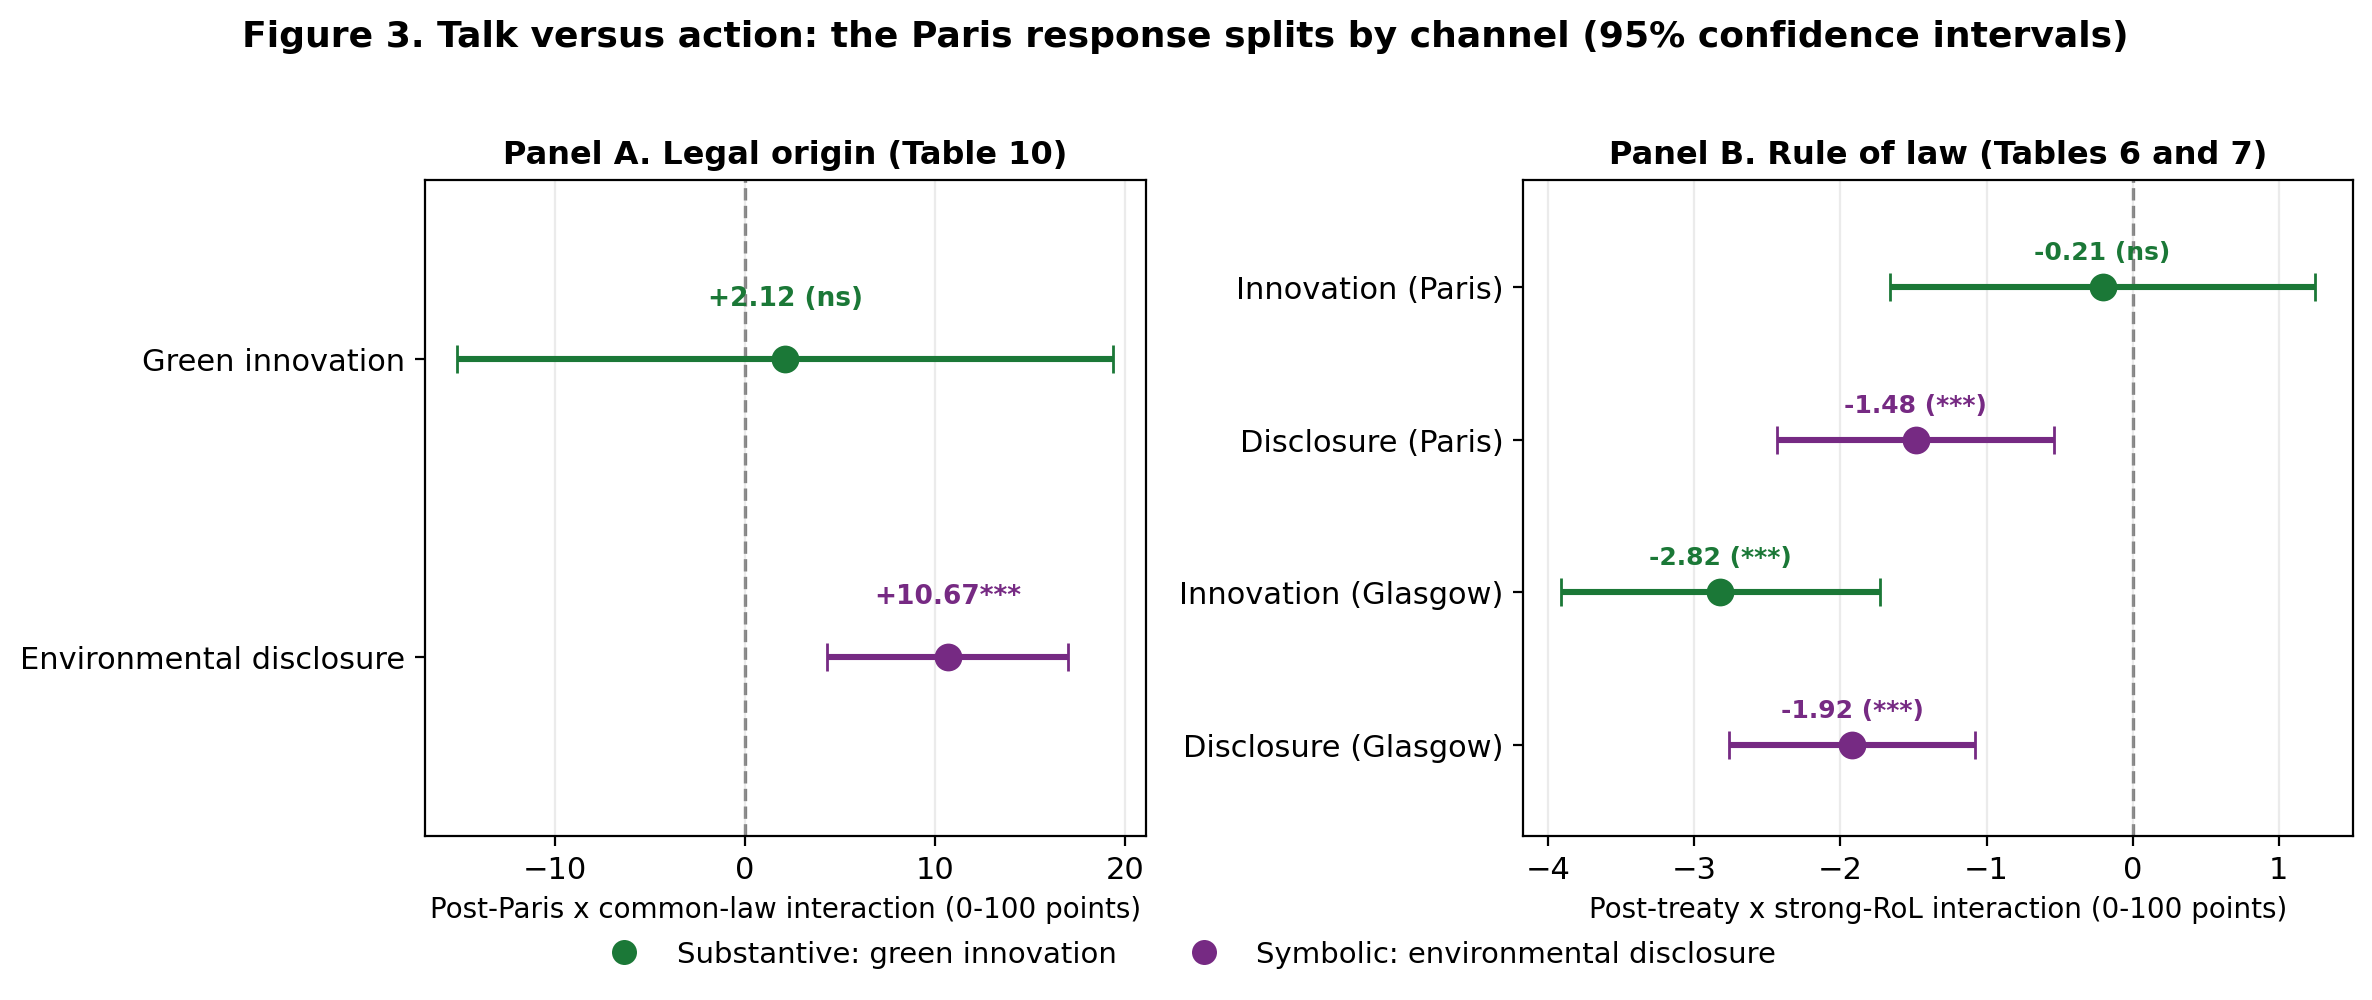 Figure 3. Talk versus action: the Paris response splits by channel (95% confidence intervals)
Panel A. Legal origin (Table 10)
+2.12 (ns)
Green innovation
+10.67***
Environmental disclosure
−10
0
10
20
Post-Paris x common-law interaction (0-100 points)
Panel B. Rule of law (Tables 6 and 7)
-0.21 (ns)
Innovation (Paris)
-1.48 (***)
Disclosure (Paris)
-2.82 (***)
Innovation (Glasgow)
-1.92 (***)
Disclosure (Glasgow)
−4
−3
−2
−1
0
1
Post-treaty x strong-RoL interaction (0-100 points)
Substantive: green innovation
Symbolic: environmental disclosure